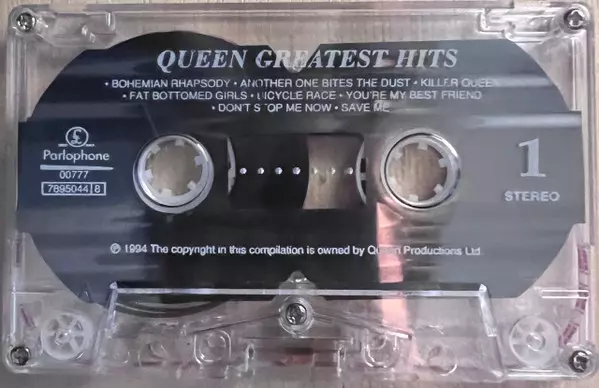 QUEEN GREATEST HITS
• BOHEMIAN RHAPSODY • ANOTHER ONE BITES THE DUST • KILLER QUEEN
• FAT BOTTOMED GIRLS • BICYCLE RACE • YOU'RE MY BEST FRIEND
• DON'T STOP ME NOW • SAVE ME
£
Parlophone
00777
7895044 8
1
STEREO
℗ 1994 The copyright in this compilation is owned by Queen Productions Ltd.